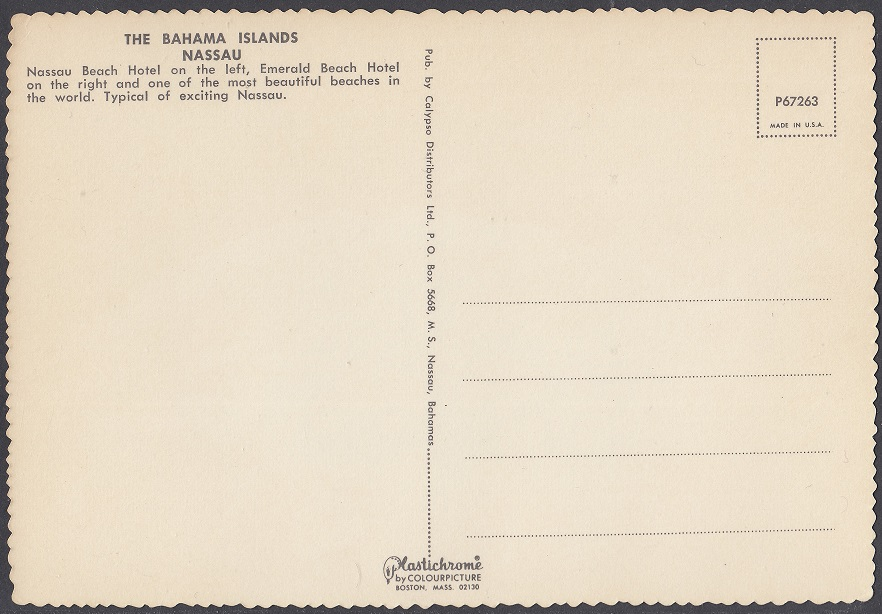 THE BAHAMA ISLANDS
NASSAU
Nassau Beach Hotel on the left, Emerald Beach Hotel
on the right and one of the most beautiful beaches in
the world. Typical of exciting Nassau.
Pub. by Calypso Distributors Ltd., P. O. Box 5668, M. S., Nassau, Bahamas
P67263
MADE IN U.S.A.
Plastichrome®
by COLOURPICTURE
BOSTON, MASS. 02130